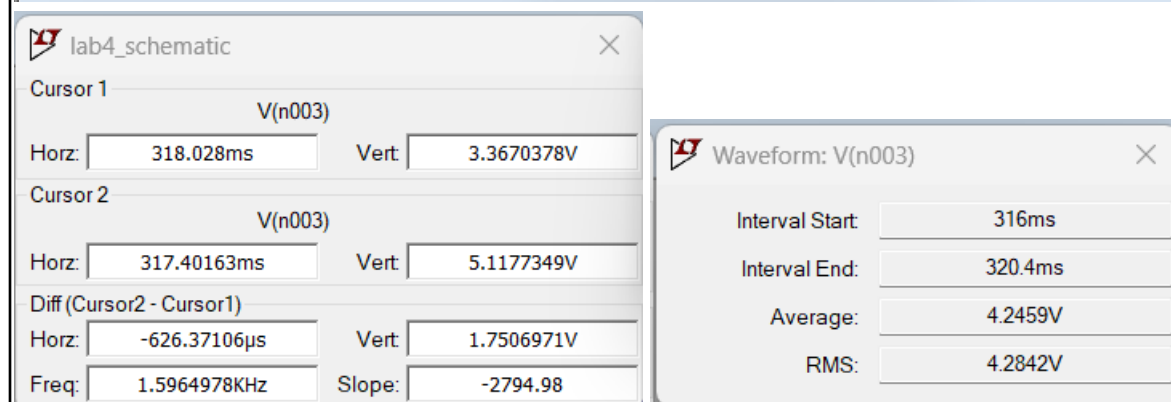 lab4_schematic
Cursor 1
V(n003)
Horz: 318.028ms Vert: 3.3670378V
Cursor 2
V(n003)
Horz: 317.40163ms Vert: 5.1177349V
Diff (Cursor2 - Cursor1)
Horz: -626.37106µs Vert: 1.7506971V
Freq: 1.5964978KHz Slope: -2794.98
Waveform: V(n003)
Interval Start: 316ms
Interval End: 320.4ms
Average: 4.2459V
RMS: 4.2842V